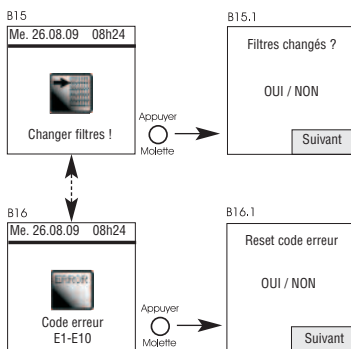 B15
Me. 26.08.09 08h24
Changer filtres !
Appuyer
Molette
B15.1
Filtres changés ?
OUI / NON
Suivant
B16
Me. 26.08.09 08h24
ERROR
Code erreur
E1-E10
Appuyer
Molette
B16.1
Reset code erreur
OUI / NON
Suivant